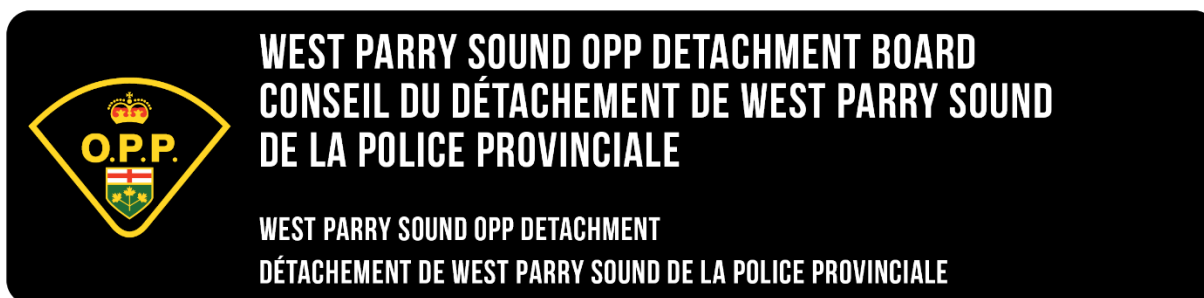 O.P.P.
WEST PARRY SOUND OPP DETACHMENT BOARD
CONSEIL DU DÉTACHEMENT DE WEST PARRY SOUND
DE LA POLICE PROVINCIALE
WEST PARRY SOUND OPP DETACHMENT
DÉTACHEMENT DE WEST PARRY SOUND DE LA POLICE PROVINCIALE